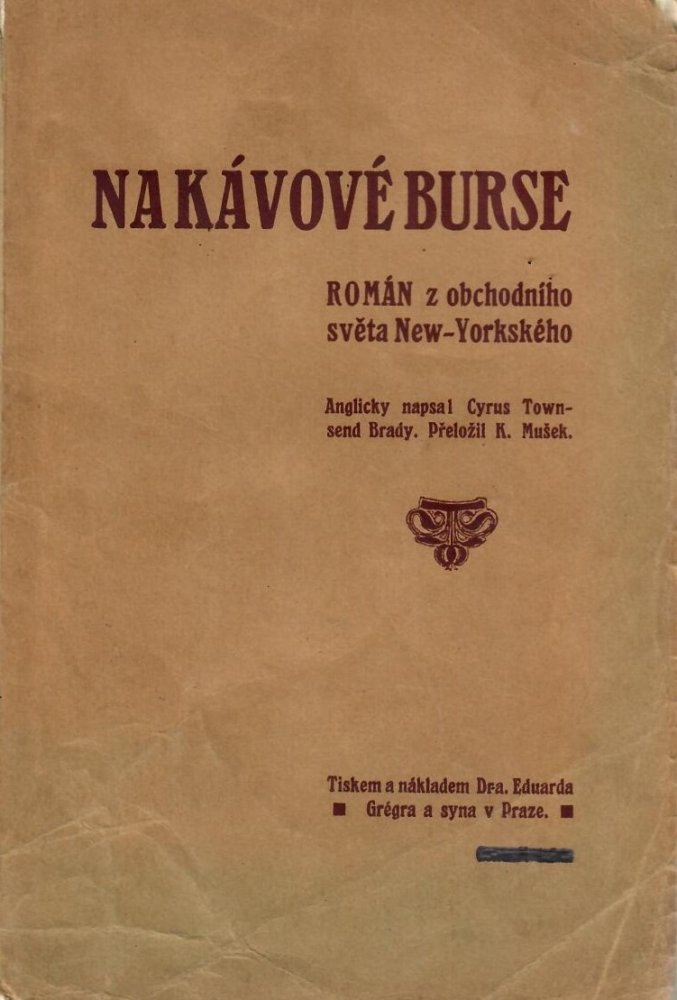 NA KÁVOVÉ BURSE
ROMÁN z obchodního
světa New-Yorkského
Anglicky napsal Cyrus Town-
send Brady. Přeložil K. Mušek.
Tiskem a nákladem Dra. Eduarda
Grégra a syna v Praze.